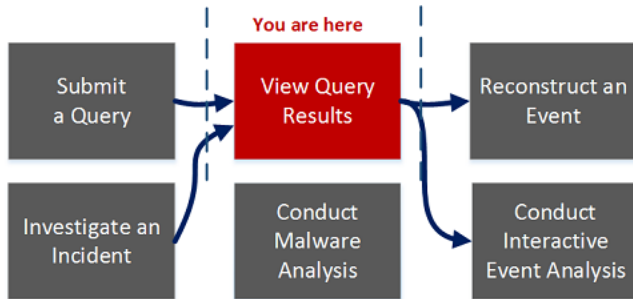 You are here
Submit
a Query
View Query
Results
Reconstruct an
Event
Investigate an
Incident
Conduct
Malware
Analysis
Conduct
Interactive
Event Analysis